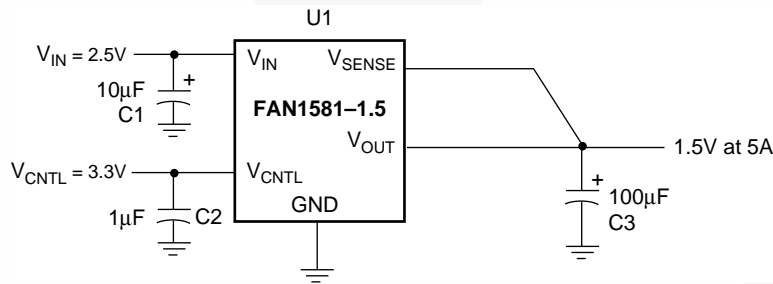 U1
V_IN = 2.5V
V_IN
V_SENSE
10μF
+
C1
FAN1581–1.5
V_OUT
1.5V at 5A
V_CNTL = 3.3V
V_CNTL
+
100μF
C3
1μF
C2
GND